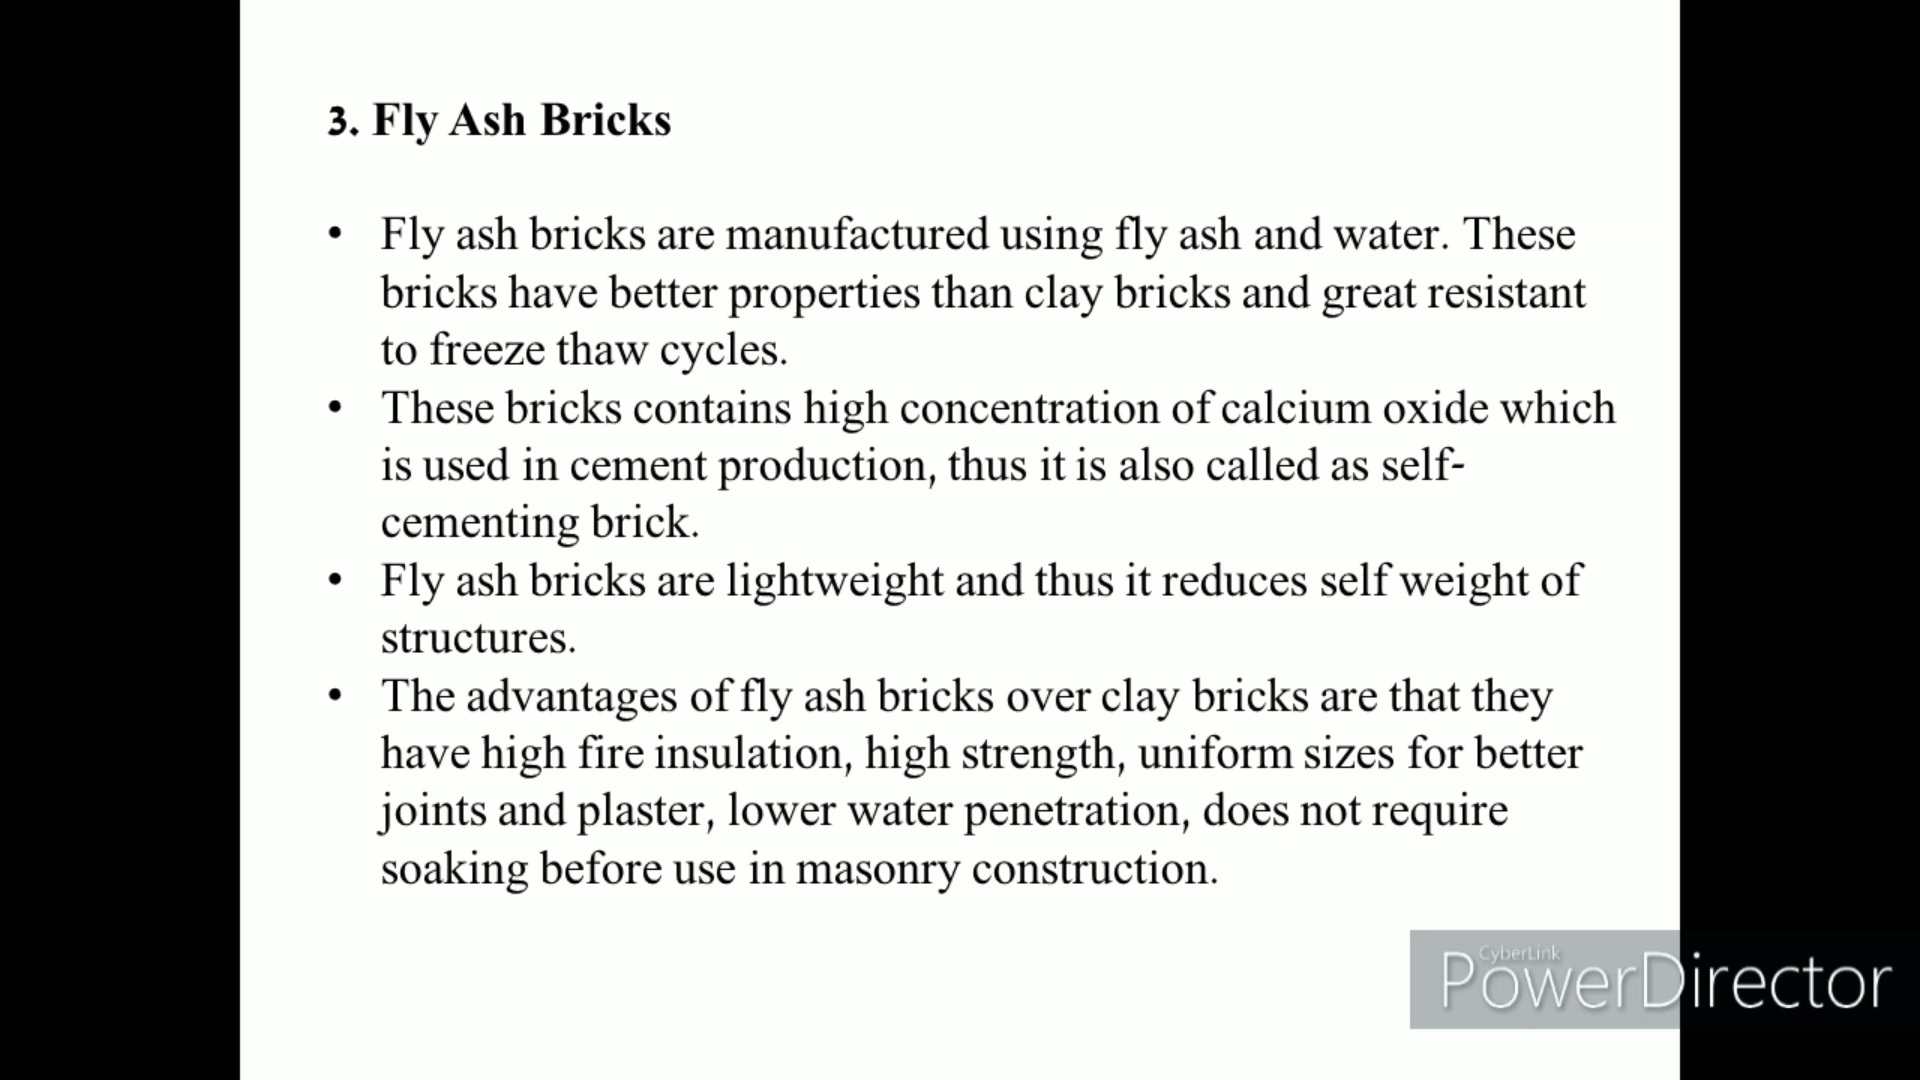 3. Fly Ash Bricks
• Fly ash bricks are manufactured using fly ash and water. These
bricks have better properties than clay bricks and great resistant
to freeze thaw cycles.
• These bricks contains high concentration of calcium oxide which
is used in cement production, thus it is also called as self-
cementing brick.
• Fly ash bricks are lightweight and thus it reduces self weight of
structures.
• The advantages of fly ash bricks over clay bricks are that they
have high fire insulation, high strength, uniform sizes for better
joints and plaster, lower water penetration, does not require
soaking before use in masonry construction.
CyberLink
PowerDirector